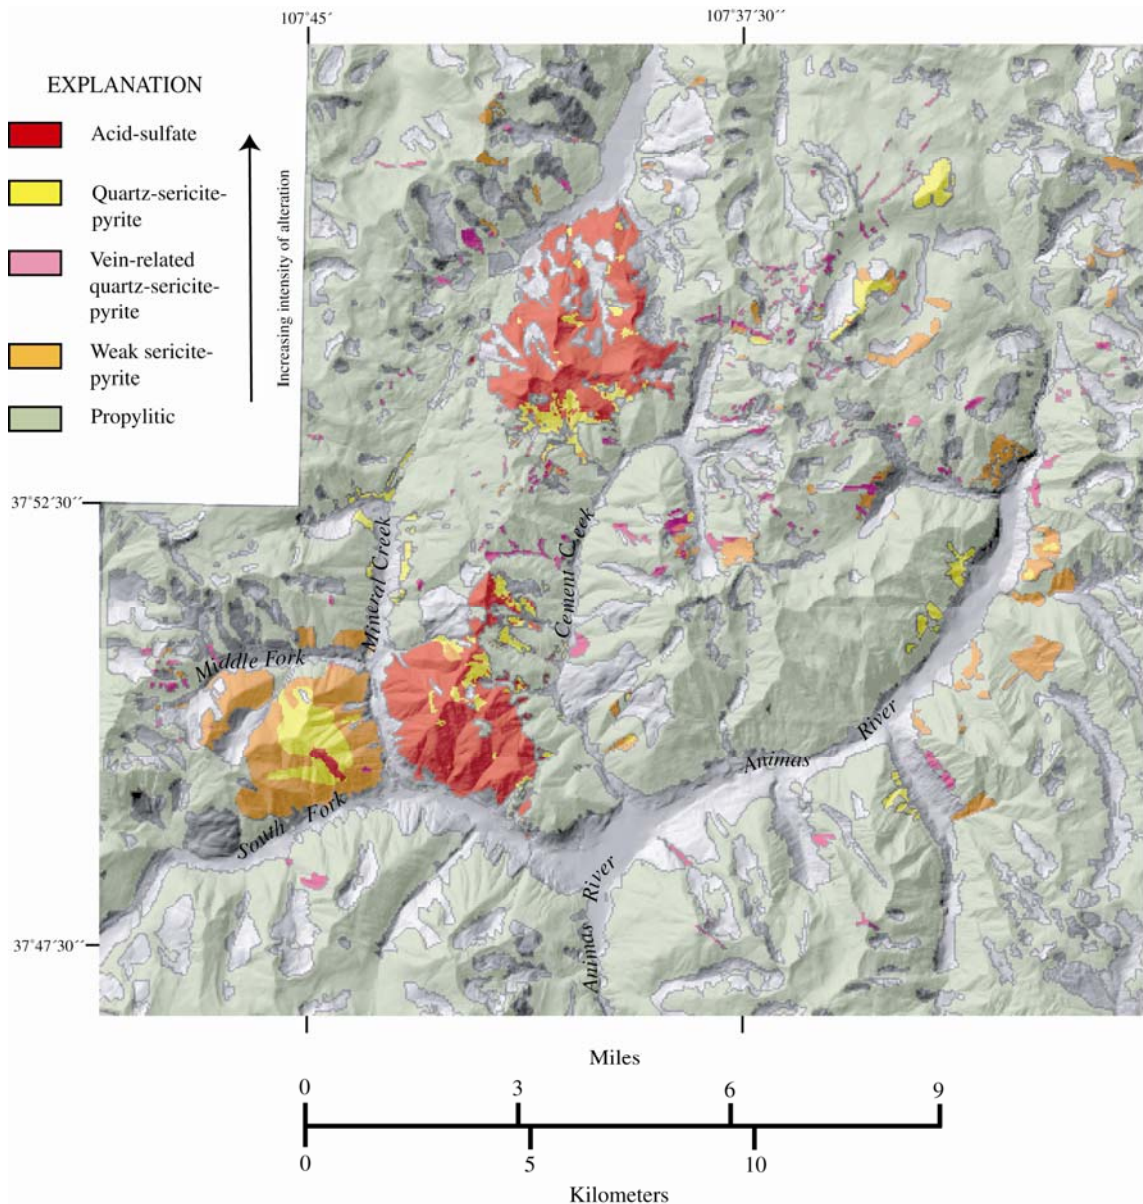 107°45´´
107°37´30´´
EXPLANATION
Acid-sulfate
Quartz-sericite-
pyrite
Vein-related
quartz-sericite-
pyrite
Weak sericite-
pyrite
Propylitic
Increasing intensity of alteration
37°52´30´´
Mineral Creek
Cement Creek
Middle Fork
South Fork
Animas River
Animas River
37°47´30´´
Miles
0 3 6 9
0 5 10
Kilometers